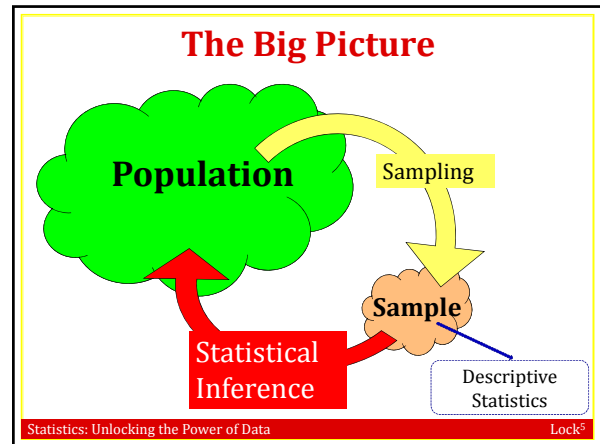 The Big Picture
Population
Sampling
Sample
Statistical
Inference
Descriptive
Statistics
Statistics: Unlocking the Power of Data
Lock⁵